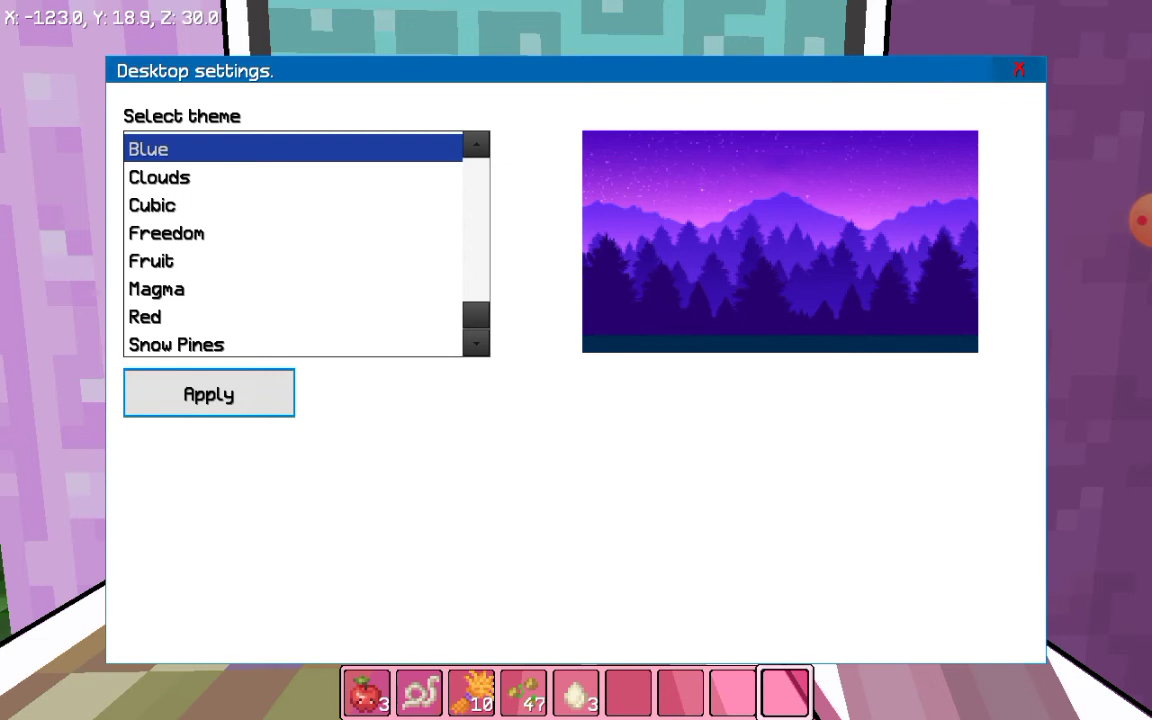 X: -123.0, Y: 18.9, Z: 30.0
Desktop settings.
X
Select theme
Blue
Clouds
Cubic
Freedom
Fruit
Magma
Red
Snow Pines
Apply
3
10
47
3